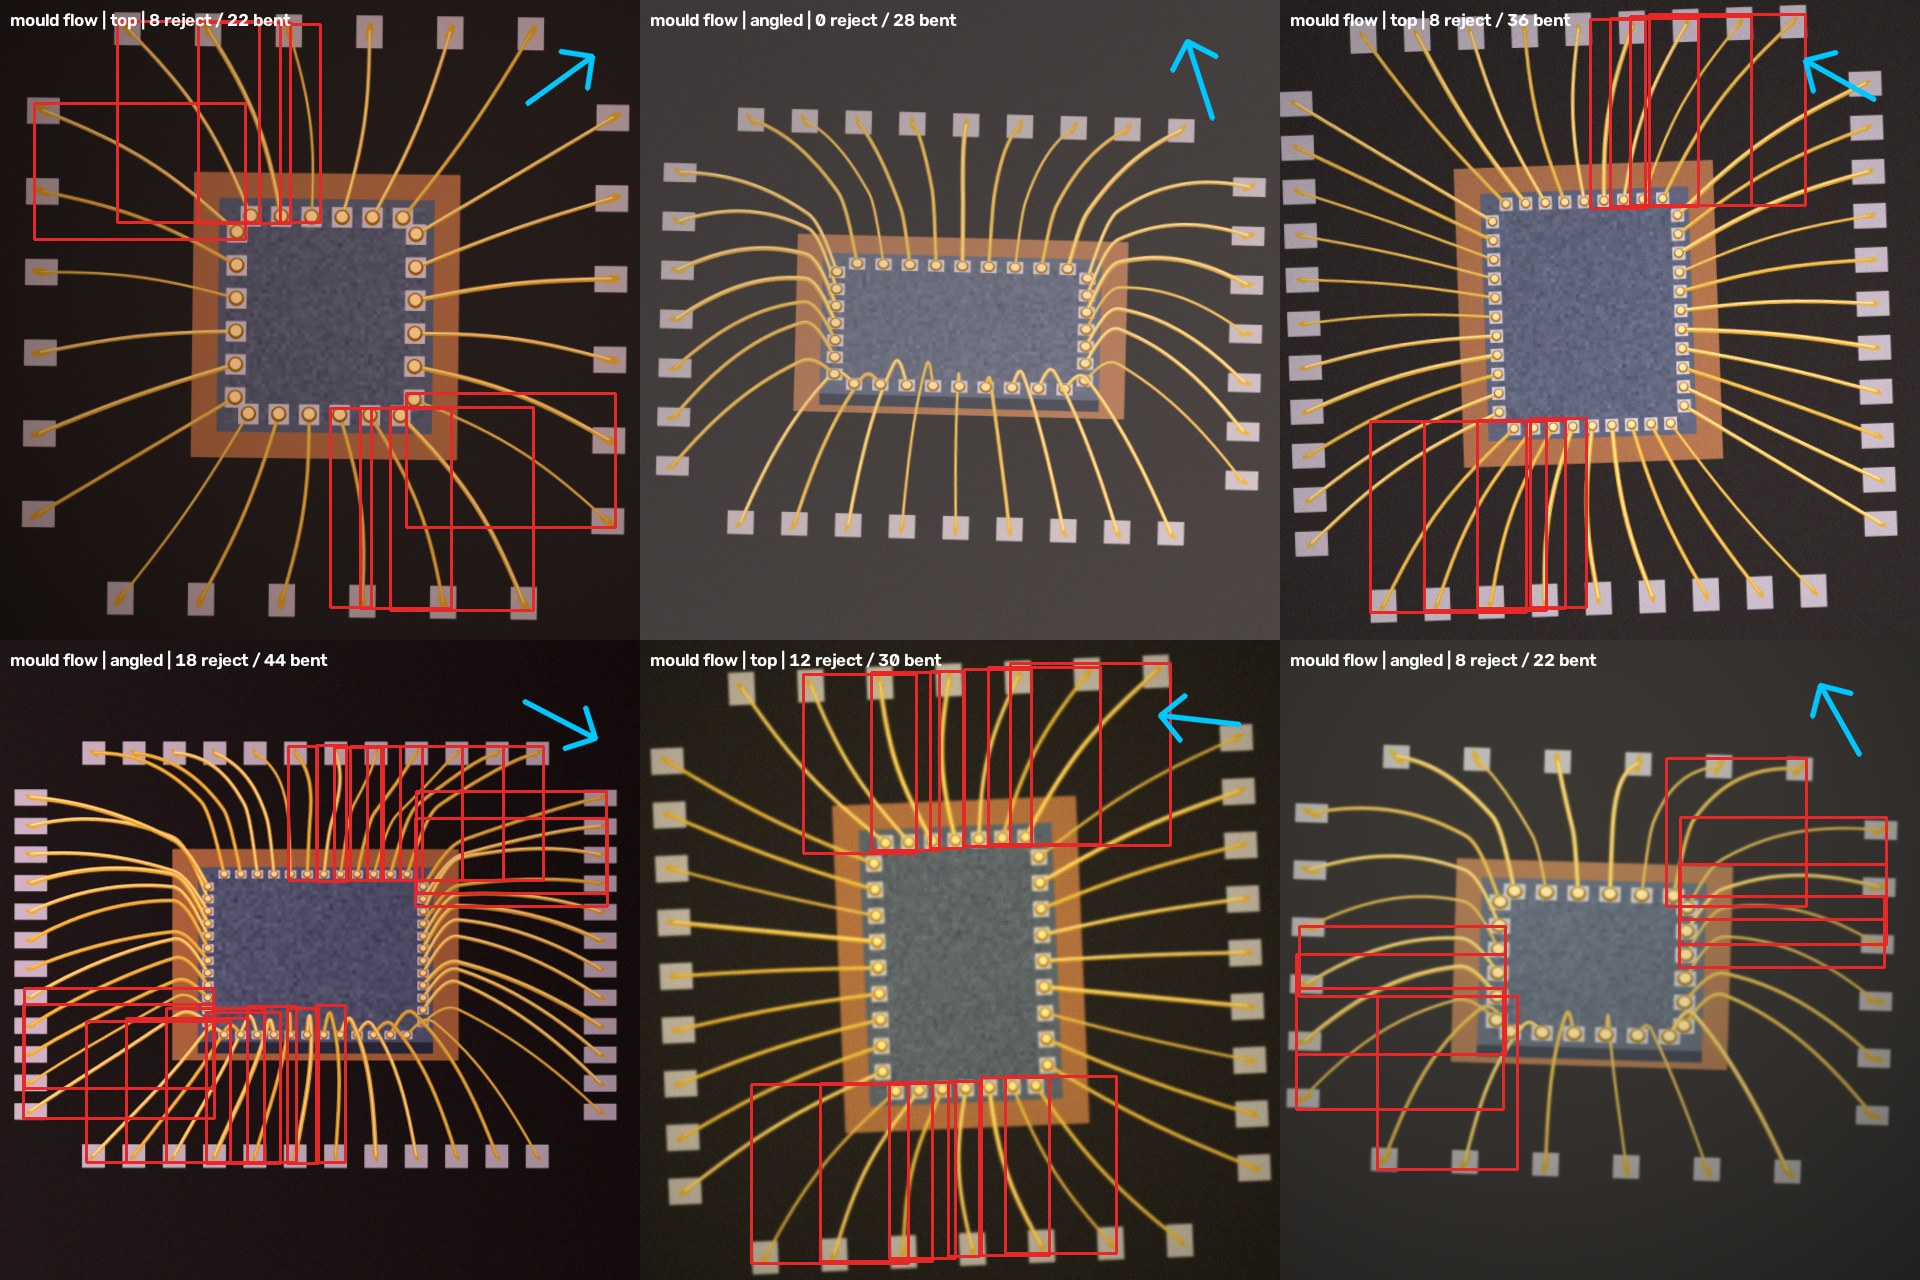 mould flow | top | 8 reject / 22 bent
mould flow | angled | 0 reject / 28 bent
mould flow | top | 8 reject / 36 bent
mould flow | angled | 18 reject / 44 bent
mould flow | top | 12 reject / 30 bent
mould flow | angled | 8 reject / 22 bent